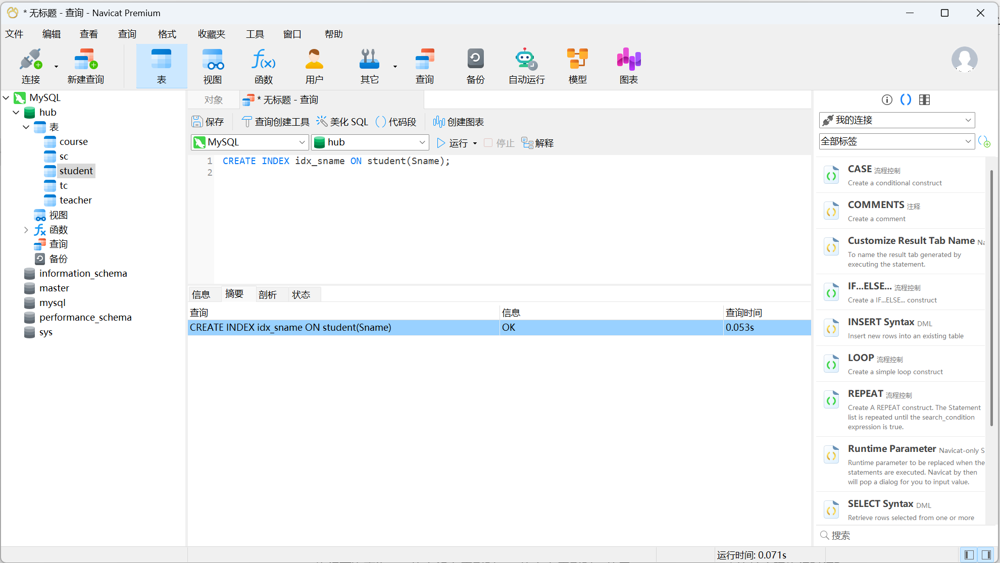 * 无标题 - 查询 - Navicat Premium
文件 编辑 查看 查询 格式 收藏夹 工具 窗口 帮助
连接 新建查询 表 视图 函数 用户 其它 查询 备份 自动运行 模型 图表
MySQL
hub
表
course
sc
student
tc
teacher
视图
函数
查询
备份
information_schema
master
mysql
performance_schema
sys
对象 * 无标题 - 查询
保存 查询创建工具 美化 SQL 代码段 创建图表
MySQL hub 运行 停止 解释
1 CREATE INDEX idx_sname ON student(Sname);
2
信息 摘要 剖析 状态
查询 信息 查询时间
CREATE INDEX idx_sname ON student(Sname) OK 0.053s
我的连接
全部标签
CASE 流程控制
Create a conditional construct
COMMENTS 注释
Create a comment
Customize Result Tab Name Na
To name the result tab generated by
executing the statement.
IF...ELSE... 流程控制
Create a IF...ELSE... construct
INSERT Syntax DML
Insert new rows into an existing table
LOOP 流程控制
Create a simple loop construct
REPEAT 流程控制
Create A REPEAT construct. The Statement
list is repeated until the search_condition
expression is true.
Runtime Parameter Navicat-only S
Runtime parameter to be replaced when the
statements are executed. Navicat by then
will pop a dialog for you to input value.
SELECT Syntax DML
Retrieve rows selected from one or more
搜索
运行时间: 0.071s